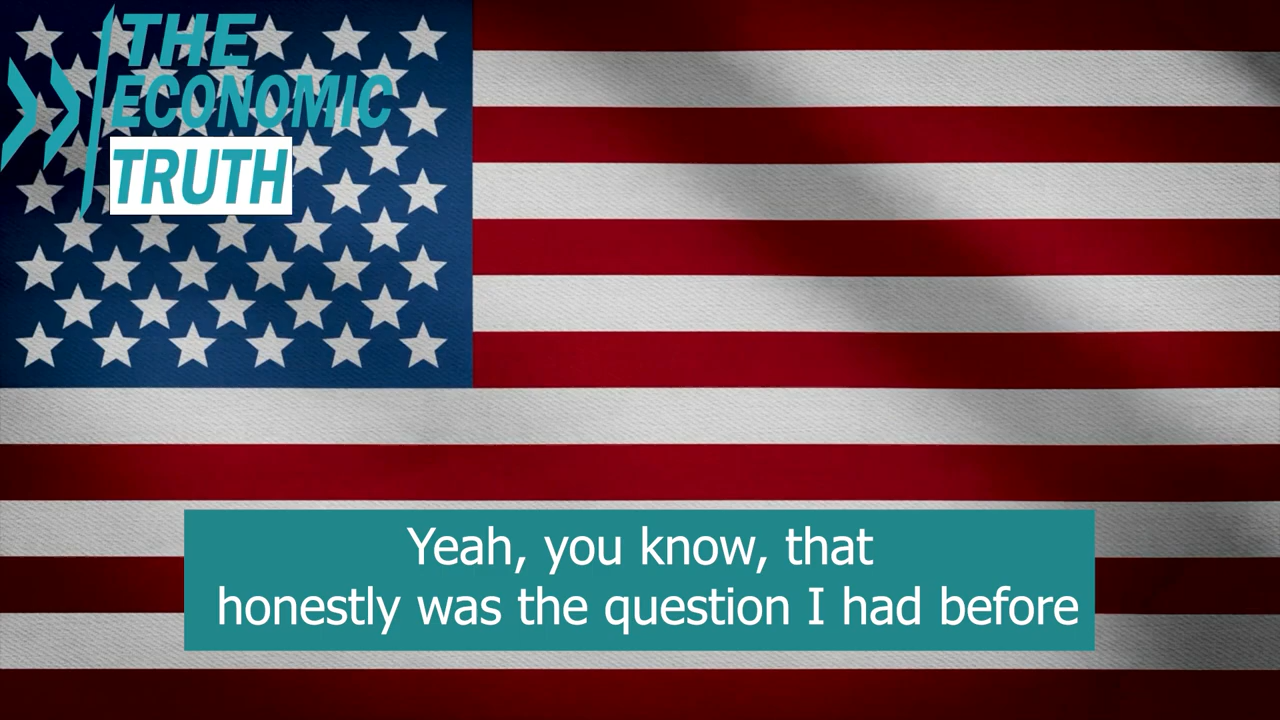 THE
ECONOMIC
TRUTH
Yeah, you know, that
honestly was the question I had before